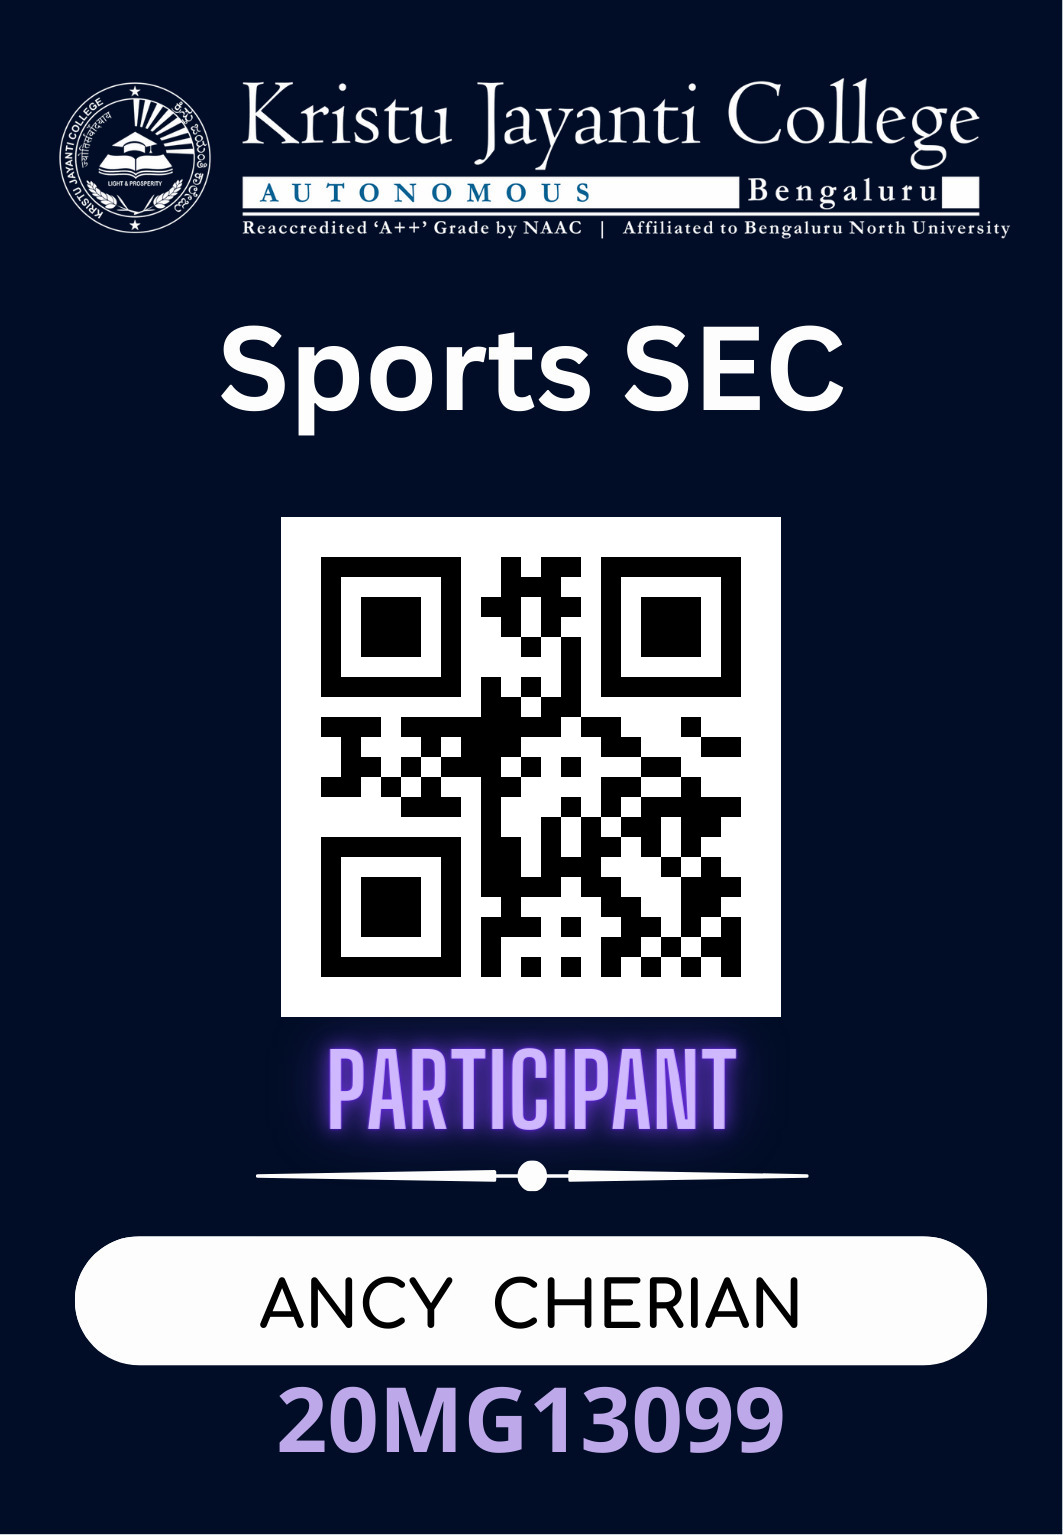 KRISTU JAYANTI COLLEGE
LIGHT & PROSPERITY
Kristu Jayanti College
AUTONOMOUS Bengaluru
Reaccredited ‘A++’ Grade by NAAC | Affiliated to Bengaluru North University
Sports SEC
PARTICIPANT
ANCY CHERIAN
20MG13099